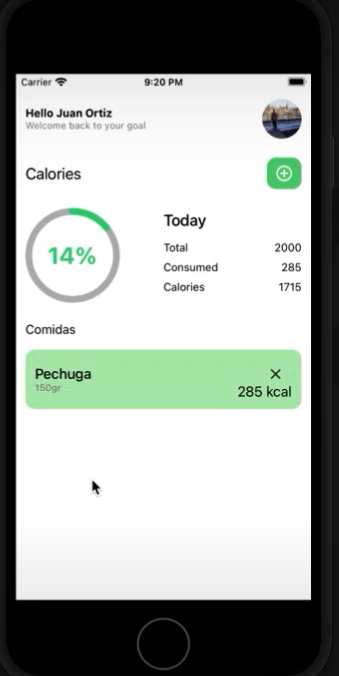 Carrier 9:20 PM
Hello Juan Ortiz
Welcome back to your goal
Calories
14%
Today
Total 2000
Consumed 285
Calories 1715
Comidas
Pechuga
150gr
285 kcal